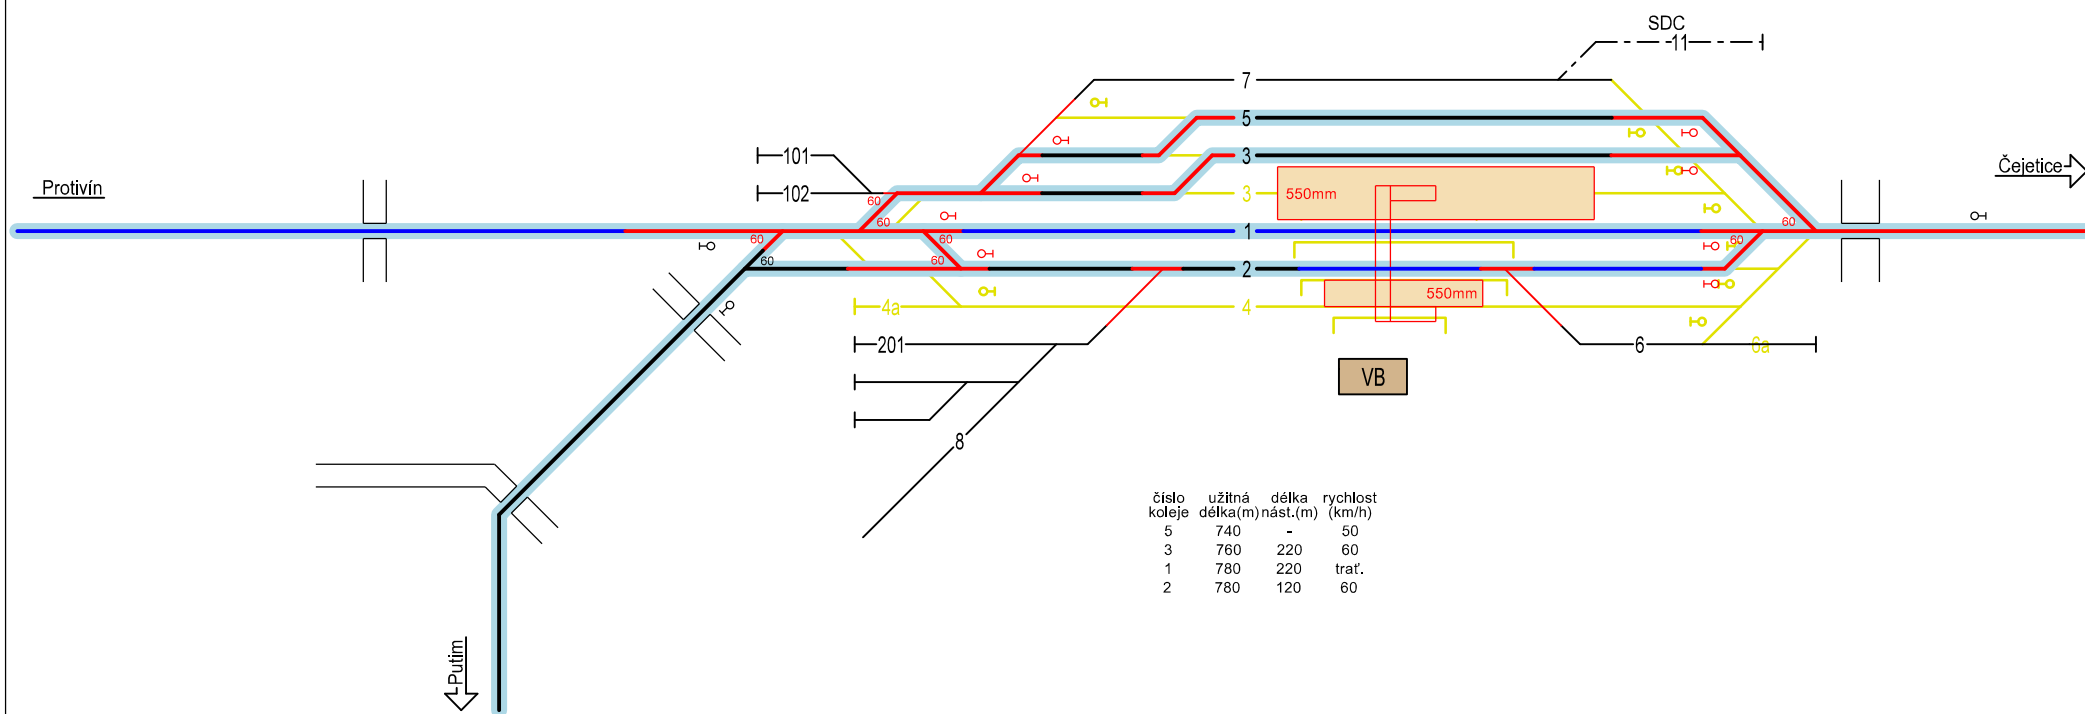 SDC
11
7
5
101
3
Čejetice
102
Protivín
60
3
550mm
60
1
60
60
60
60
60
60
2
550mm
4a
4
201
6
6a
VB
8
číslo koleje užitná délka(m) délka nást.(m) rychlost (km/h)
5 740 - 50
3 760 220 60
1 780 220 trať.
2 780 120 60
Putim